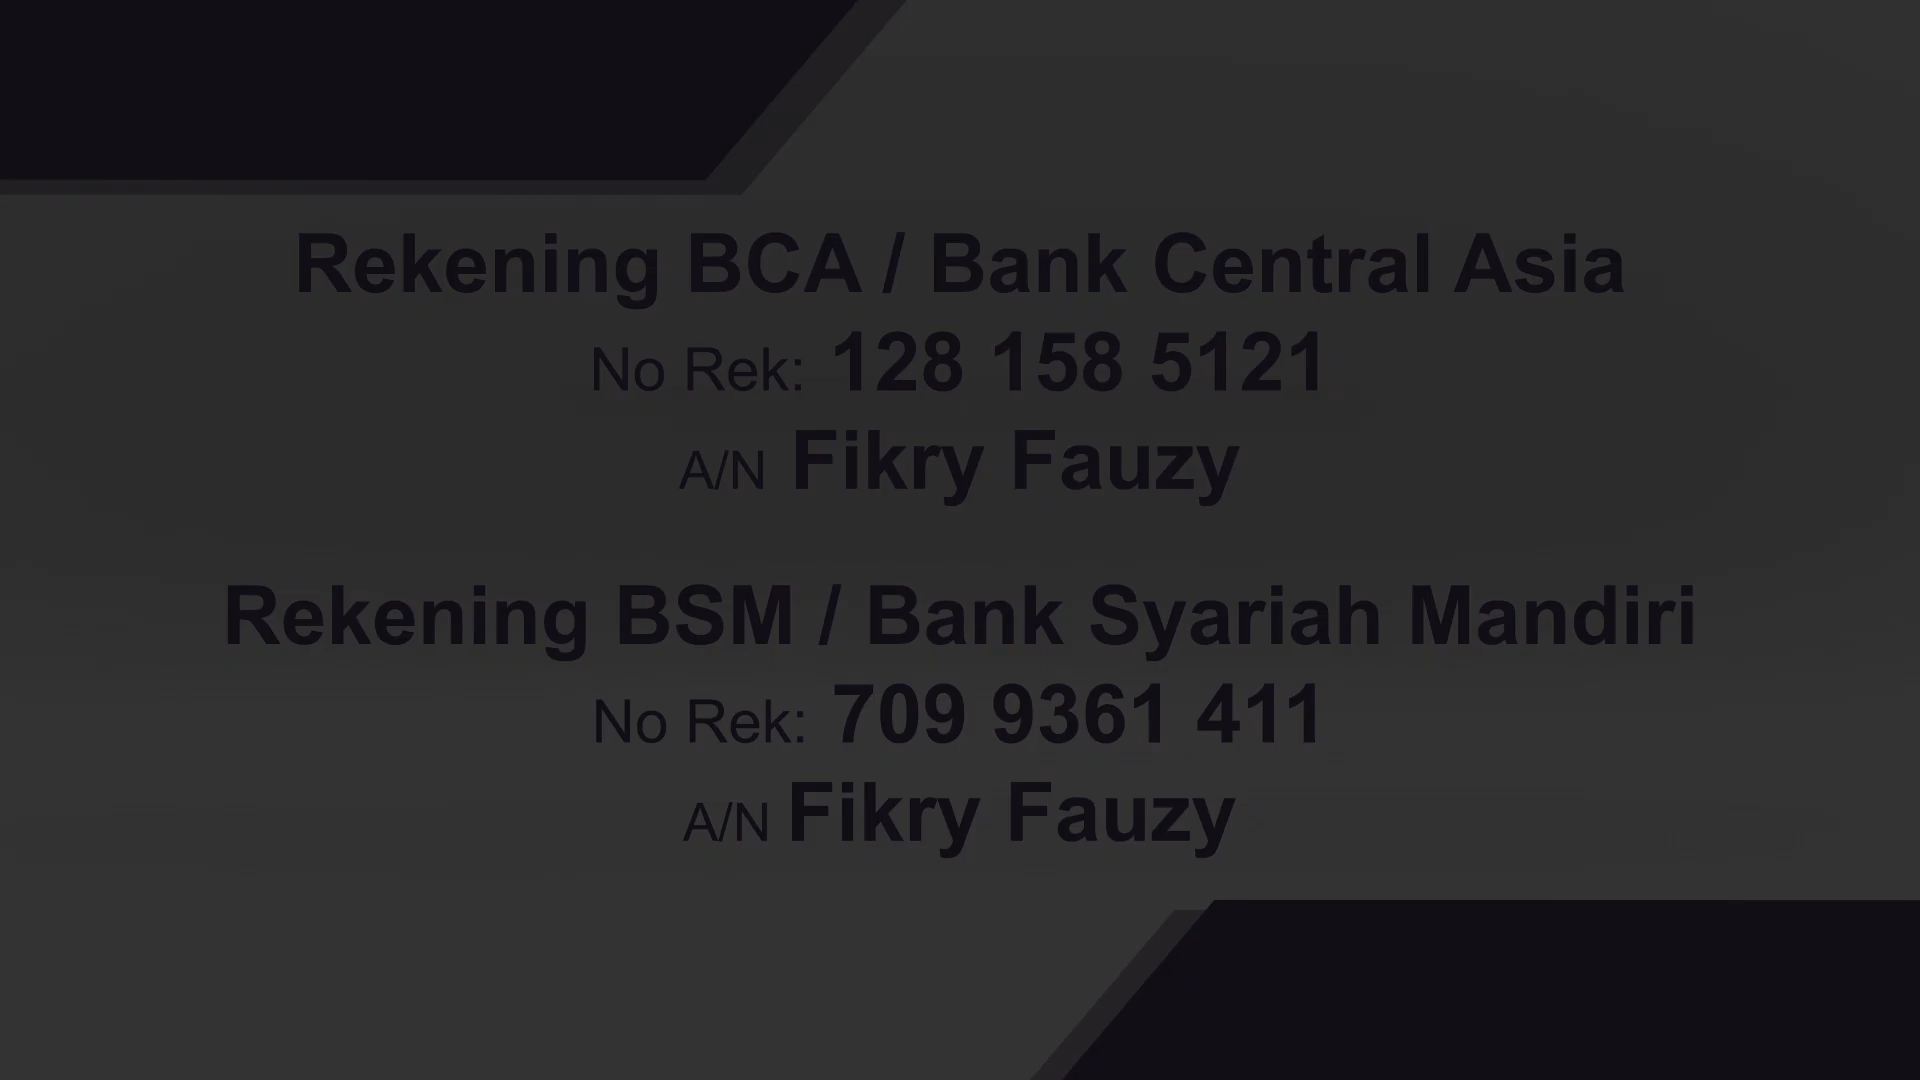 Rekening BCA / Bank Central Asia
No Rek: 128 158 5121
A/N Fikry Fauzy
Rekening BSM / Bank Syariah Mandiri
No Rek: 709 9361 411
A/N Fikry Fauzy